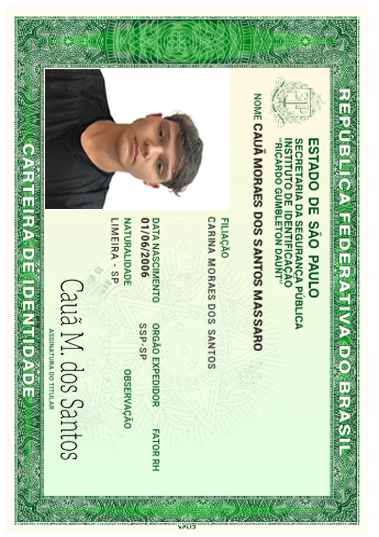 REPÚBLICA FEDERATIVA DO BRASIL
ESTADO DE SÃO PAULO
SECRETARIA DA SEGURANÇA PÚBLICA
INSTITUTO DE IDENTIFICAÇÃO
"RICARDO GUMBLETON DAUNT"
NOME CAUÃ MORAES DOS SANTOS MASSARO
FILIAÇÃO
CARINA MORAES DOS SANTOS
DATA NASCIMENTO ORGÃO EXPEDIDOR FATOR RH
01/06/2006 SSP-SP
NATURALIDADE OBSERVAÇÃO
LIMEIRA - SP
Cauã M. dos Santos
ASSINATURA DO TITULAR
CARTEIRA DE IDENTIDADE